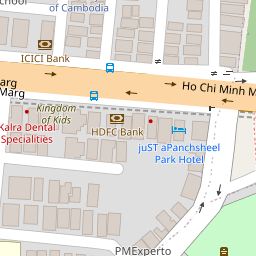 chool
of Cambodia
ICICI Bank
Marg
Ho Chi Minh M
Marg
Kingdom
of Kids
Kalra Dental
Specialities
HDFC Bank
juST aPanchsheel
Park Hotel
PMExperto